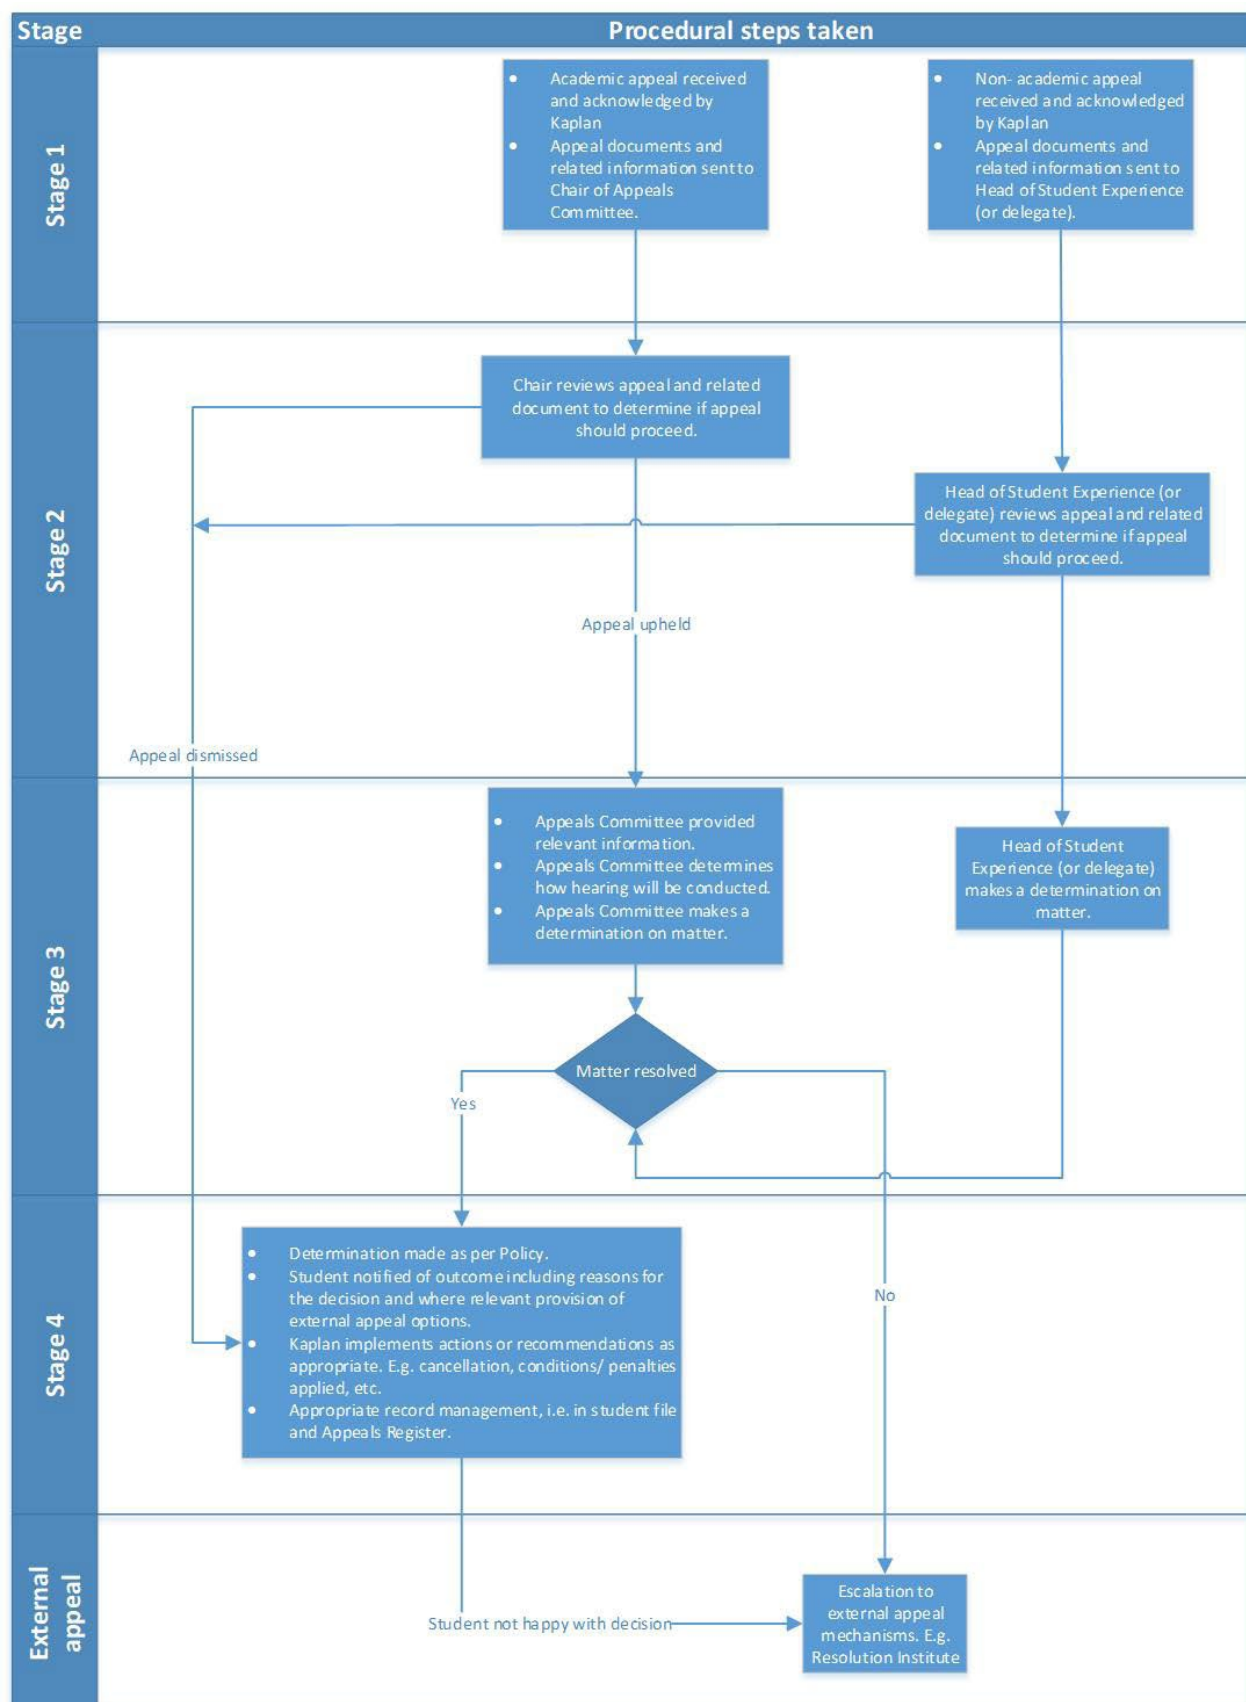 Stage
Procedural steps taken
Stage 1
• Academic appeal received
and acknowledged by
Kaplan
• Appeal documents and
related information sent to
Chair of Appeals
Committee.
• Non- academic appeal
received and acknowledged
by Kaplan
• Appeal documents and
related information sent to
Head of Student Experience
(or delegate).
Stage 2
Chair reviews appeal and related
document to determine if appeal
should proceed.
Head of Student Experience (or
delegate) reviews appeal and related
document to determine if appeal
should proceed.
Appeal upheld
Appeal dismissed
Stage 3
• Appeals Committee provided
relevant information.
• Appeals Committee determines
how hearing will be conducted.
• Appeals Committee makes a
determination on matter.
Head of Student
Experience (or delegate)
makes a determination on
matter.
Matter resolved
Yes
No
Stage 4
• Determination made as per Policy.
• Student notified of outcome including reasons for
the decision and where relevant provision of
external appeal options.
• Kaplan implements actions or recommendations as
appropriate. E.g. cancellation, conditions/ penalties
applied, etc.
• Appropriate record management, i.e. in student file
and Appeals Register.
External
appeal
Student not happy with decision
Escalation to
external appeal
mechanisms. E.g.
Resolution Institute